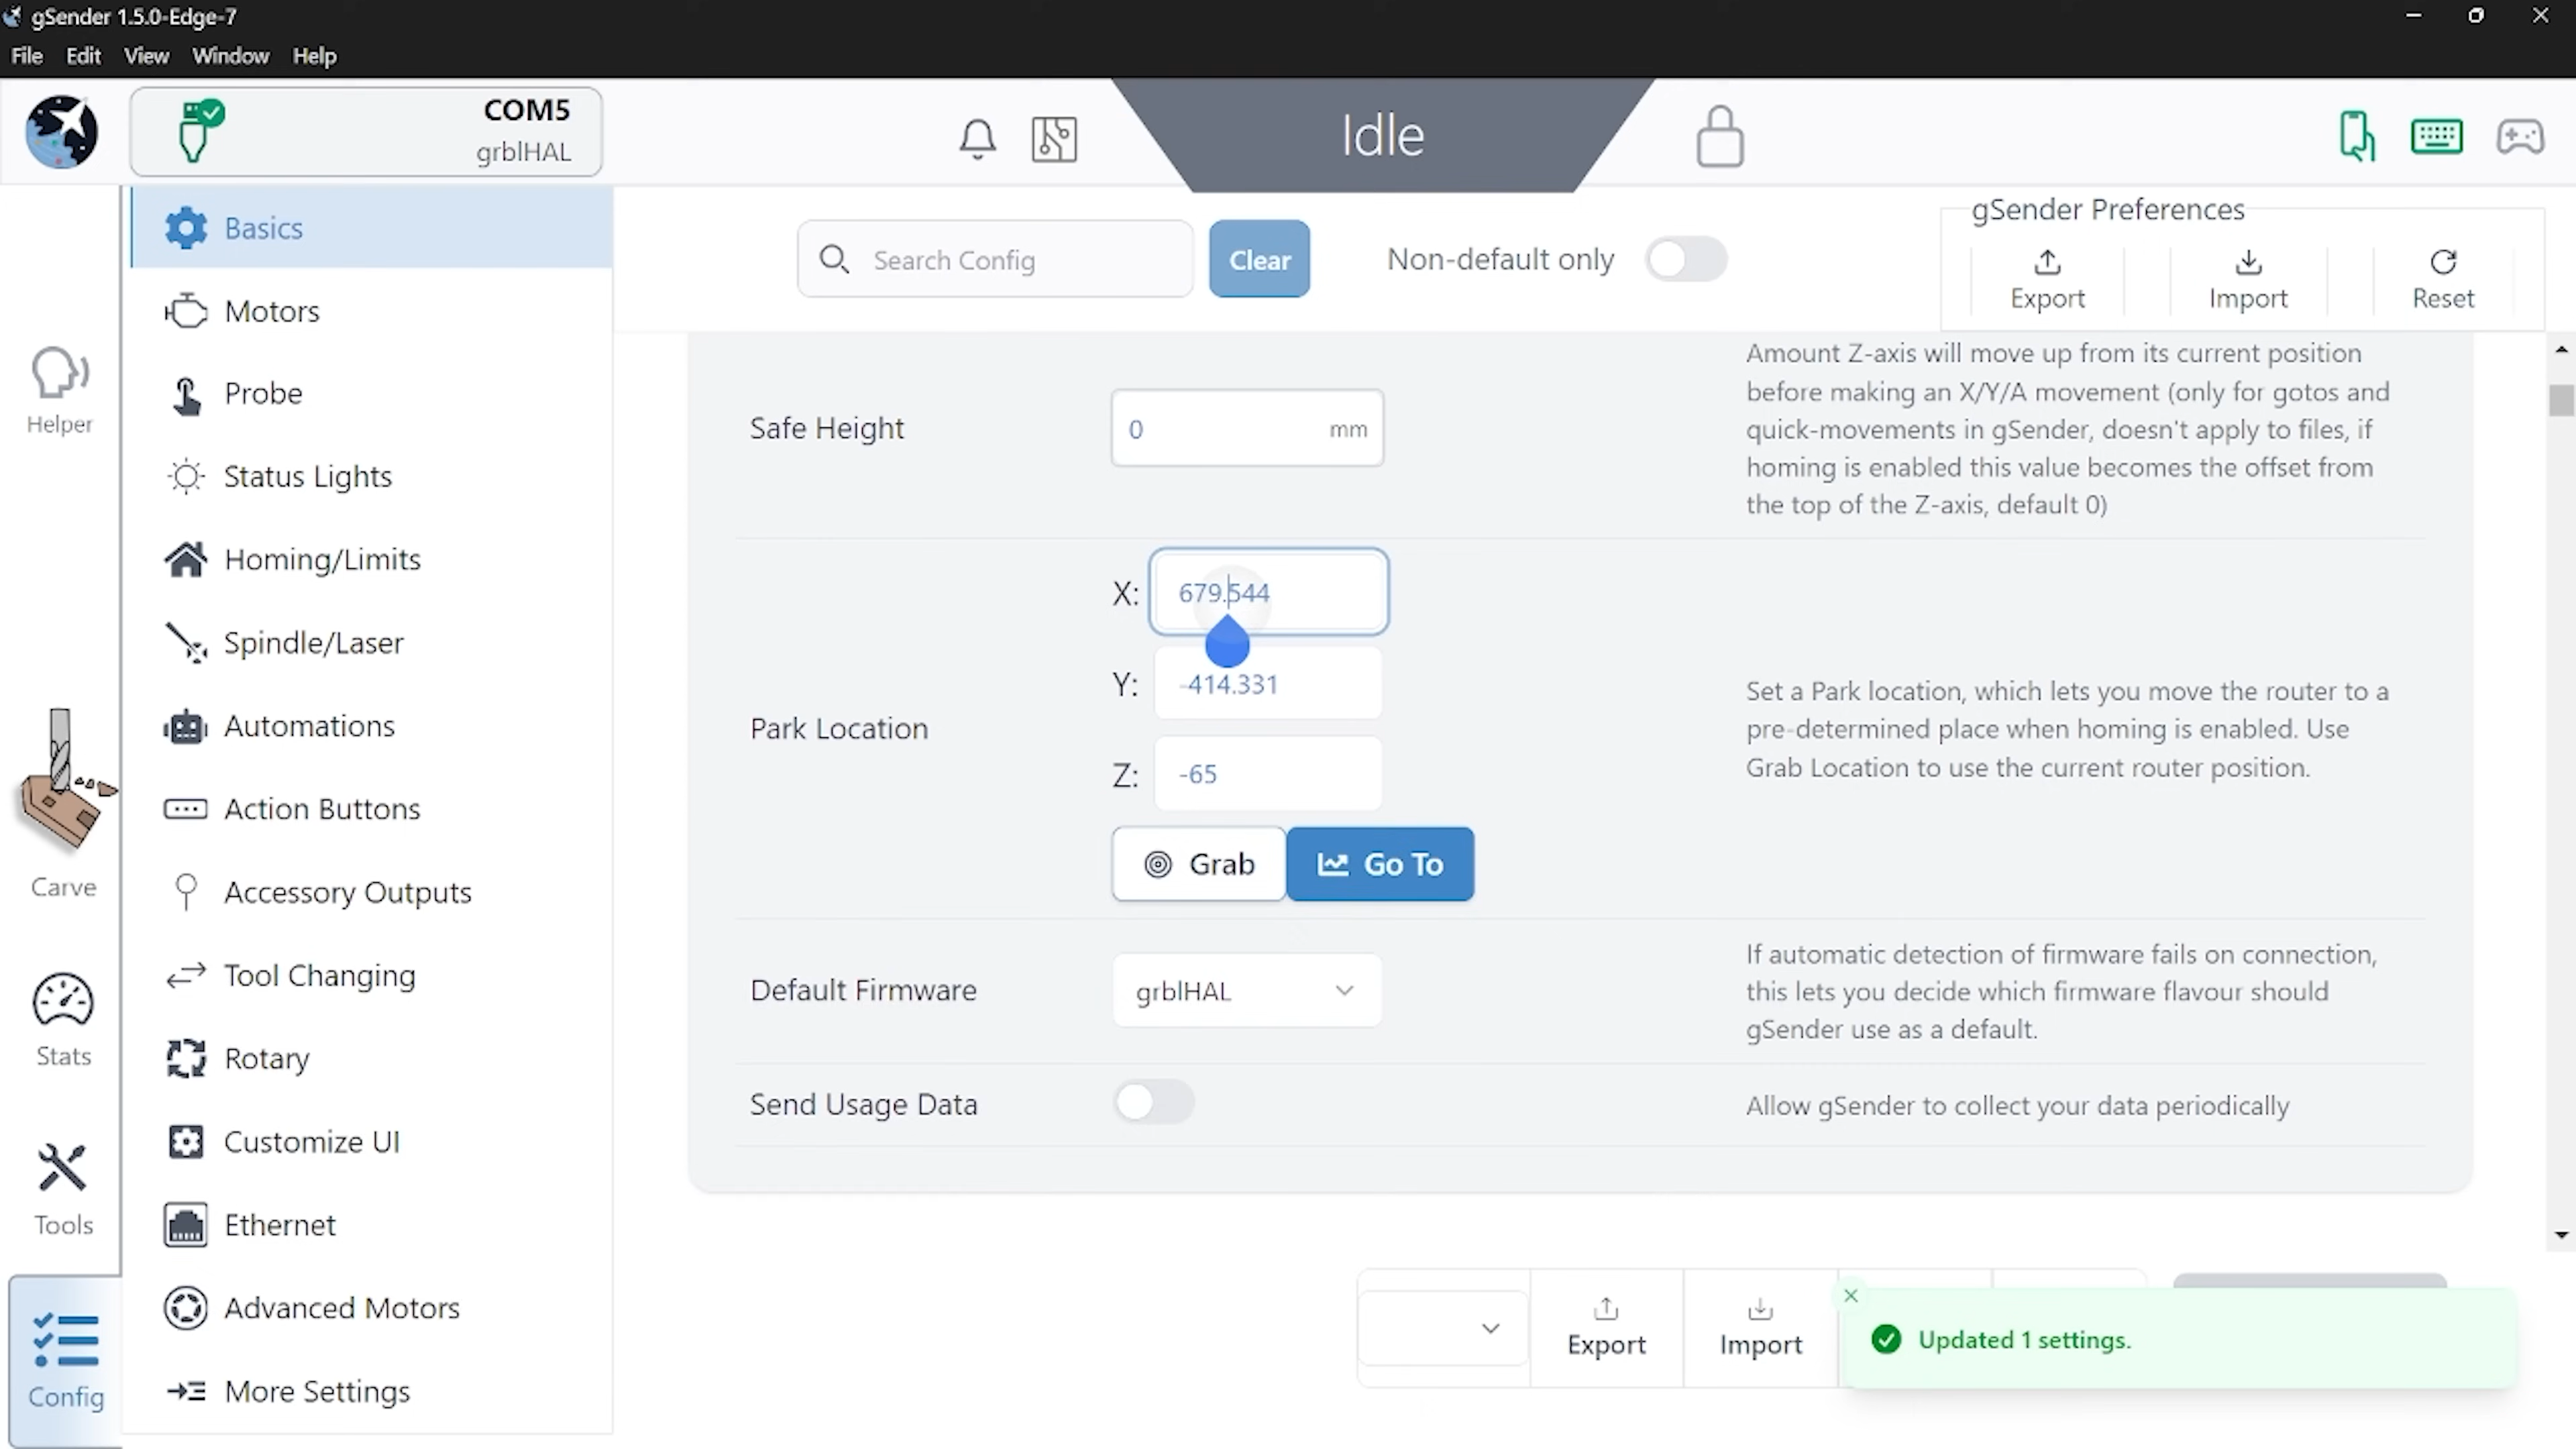 gSender 1.5.0-Edge-7
File Edit View Window Help
COM5
grblHAL
Idle
Basics
Motors
Probe
Status Lights
Homing/Limits
Spindle/Laser
Automations
Action Buttons
Accessory Outputs
Tool Changing
Rotary
Customize UI
Ethernet
Advanced Motors
More Settings
Helper
Carve
Stats
Tools
Config
Search Config
Clear
Non-default only
gSender Preferences
Export
Import
Reset
Safe Height
0 mm
Amount Z-axis will move up from its current position
before making an X/Y/A movement (only for gotos and
quick-movements in gSender, doesn't apply to files, if
homing is enabled this value becomes the offset from
the top of the Z-axis, default 0)
Park Location
X: 679.544
Y: -414.331
Z: -65
Grab
Go To
Set a Park location, which lets you move the router to a
pre-determined place when homing is enabled. Use
Grab Location to use the current router position.
Default Firmware
grblHAL
If automatic detection of firmware fails on connection,
this lets you decide which firmware flavour should
gSender use as a default.
Send Usage Data
Allow gSender to collect your data periodically
Export
Import
Updated 1 settings.